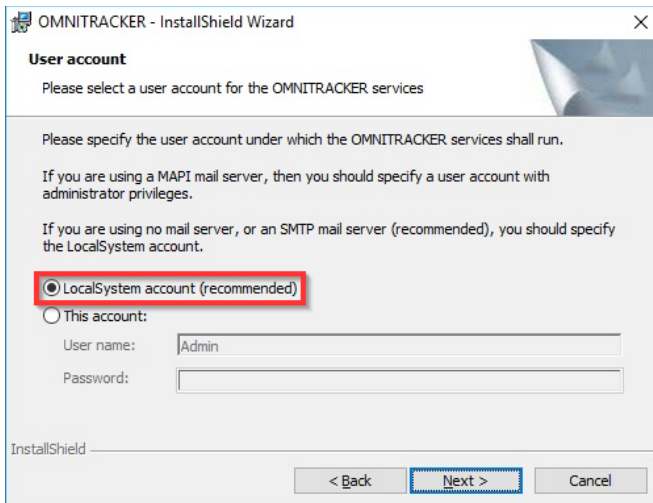 OMNITRACKER - InstallShield Wizard
User account
Please select a user account for the OMNITRACKER services
Please specify the user account under which the OMNITRACKER services shall run.
If you are using a MAPI mail server, then you should specify a user account with
administrator privileges.
If you are using no mail server, or an SMTP mail server (recommended), you should specify
the LocalSystem account.
LocalSystem account (recommended)
This account:
User name: Admin
Password:
InstallShield
< Back Next > Cancel